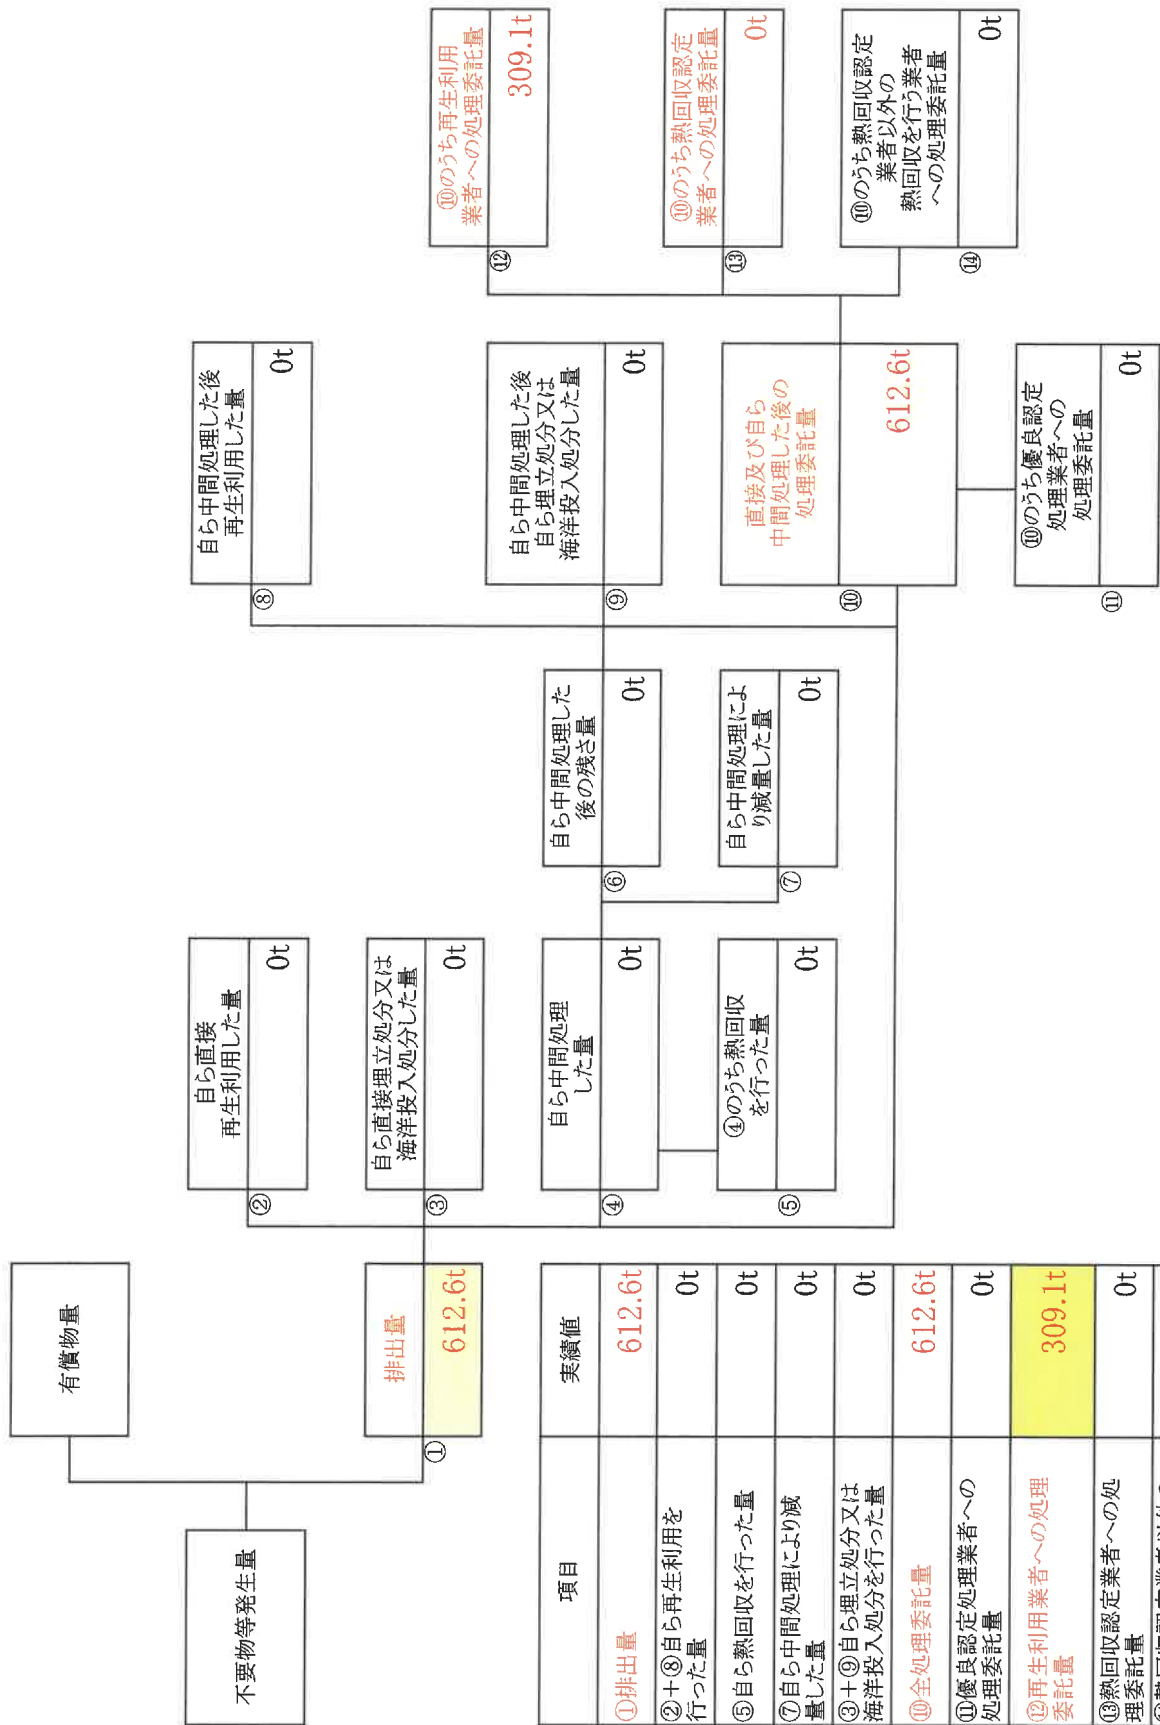 不要物等発生量
有償物量
①
排出量
612.6t
②
自ら直接
再生利用した量
0t
③
自ら直接埋立処分又は
海洋投入処分した量
0t
④
自ら中間処理
した量
0t
⑤
④のうち熱回収
を行った量
0t
⑥
自ら中間処理した
後の残さ量
0t
⑦
自ら中間処理によ
り減量した量
0t
⑧
自ら中間処理した後
再生利用した量
0t
⑨
自ら中間処理した後
自ら埋立処分又は
海洋投入処分した量
0t
⑩
直接及び自ら
中間処理した後の
処理委託量
612.6t
⑪
⑩のうち優良認定
処理業者への
処理委託量
0t
⑫
⑩のうち再生利用
業者への処理委託量
309.1t
⑬
⑩のうち熱回収認定
業者への処理委託量
0t
⑭
⑩のうち熱回収認定
業者以外の
熱回収を行う業者
への処理委託量
0t
項目
実績値
①排出量
612.6t
②＋⑧自ら再生利用を
行った量
0t
⑤自ら熱回収を行った量
0t
⑦自ら中間処理により減
量した量
0t
③＋⑨自ら埋立処分又は
海洋投入処分を行った量
0t
⑩全処理委託量
612.6t
⑪優良認定処理業者への
処理委託量
0t
⑫再生利用業者への処理
委託量
309.1t
⑬熱回収認定業者への処
理委託量
0t